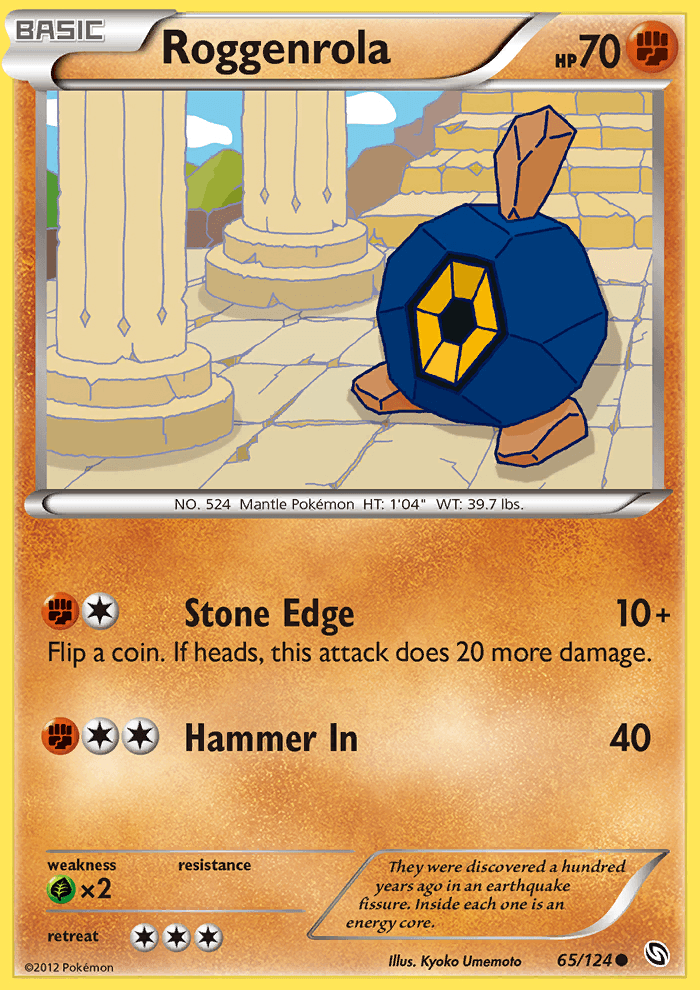 BASIC
Roggenrola
HP70
NO. 524 Mantle Pokémon HT: 1'04" WT: 39.7 lbs.
Stone Edge 10+
Flip a coin. If heads, this attack does 20 more damage.
Hammer In 40
weakness resistance
×2
retreat
They were discovered a hundred
years ago in an earthquake
fissure. Inside each one is an
energy core.
©2012 Pokémon
Illus. Kyoko Umemoto 65/124